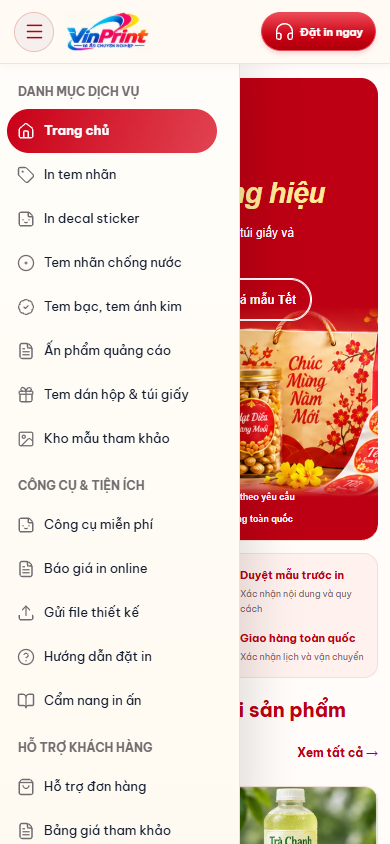 VinPrint
IN ẤN CHUYÊN NGHIỆP
Đặt in ngay
DANH MỤC DỊCH VỤ
Trang chủ
In tem nhãn
In decal sticker
Tem nhãn chống nước
Tem bạc, tem ánh kim
Ấn phẩm quảng cáo
Tem dán hộp & túi giấy
Kho mẫu tham khảo
CÔNG CỤ & TIỆN ÍCH
Công cụ miễn phí
Báo giá in online
Gửi file thiết kế
Hướng dẫn đặt in
Cẩm nang in ấn
HỖ TRỢ KHÁCH HÀNG
Hỗ trợ đơn hàng
Bảng giá tham khảo
ng hiệu
túi giấy và
á mẫu Tết
Chúc
Mừng
Năm
Mới
Hạt Điều
theo yêu cầu
ng toàn quốc
Duyệt mẫu trước in
Xác nhận nội dung và quy
cách
Giao hàng toàn quốc
Xác nhận lịch và vận chuyển
i sản phẩm
Xem tất cả →
Trà Chanh